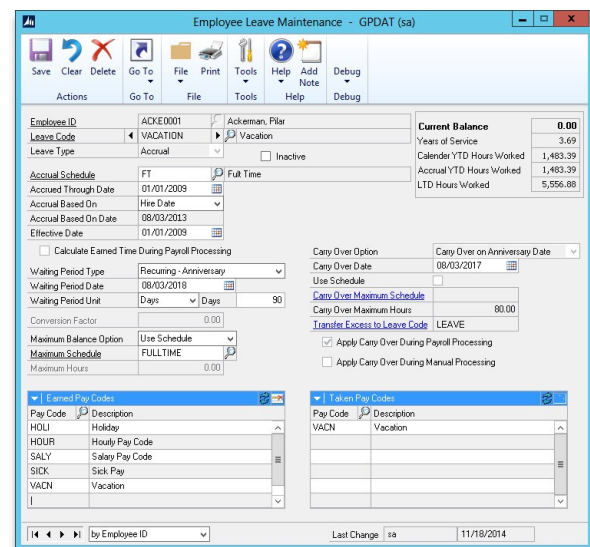 Employee Leave Maintenance - GPDAT (sa)
Save Clear Delete Go To File Print Tools Help Add Note Debug
Actions Go To File Tools Help Debug
Employee ID ACKE0001 Ackerman, Pilar
Leave Code VACATION Vacation
Leave Type Accrual Inactive
Current Balance 0.00
Years of Service 3.69
Calender YTD Hours Worked 1,483.39
Accrual YTD Hours Worked 1,483.39
LTD Hours Worked 5,556.88
Accrual Schedule FT Full Time
Accrued Through Date 01/01/2009
Accrual Based On Hire Date
Accrual Based On Date 08/03/2013
Effective Date 01/01/2009
Calculate Earned Time During Payroll Processing
Waiting Period Type Recurring - Anniversary
Waiting Period Date 08/03/2018
Waiting Period Unit Days Days 90
Conversion Factor 0.00
Maximum Balance Option Use Schedule
Maximum Schedule FULLTIME
Maximum Hours 0.00
Carry Over Option Carry Over on Anniversary Date
Carry Over Date 08/03/2017
Use Schedule
Carry Over Maximum Schedule
Carry Over Maximum Hours 80.00
Transfer Excess to Leave Code LEAVE
Apply Carry Over During Payroll Processing
Apply Carry Over During Manual Processing
Earned Pay Codes
Pay Code Description
HOLI Holiday
HOUR Hourly Pay Code
SALY Salary Pay Code
SICK Sick Pay
VACN Vacation
Taken Pay Codes
Pay Code Description
VACN Vacation
by Employee ID Last Change sa 11/18/2014